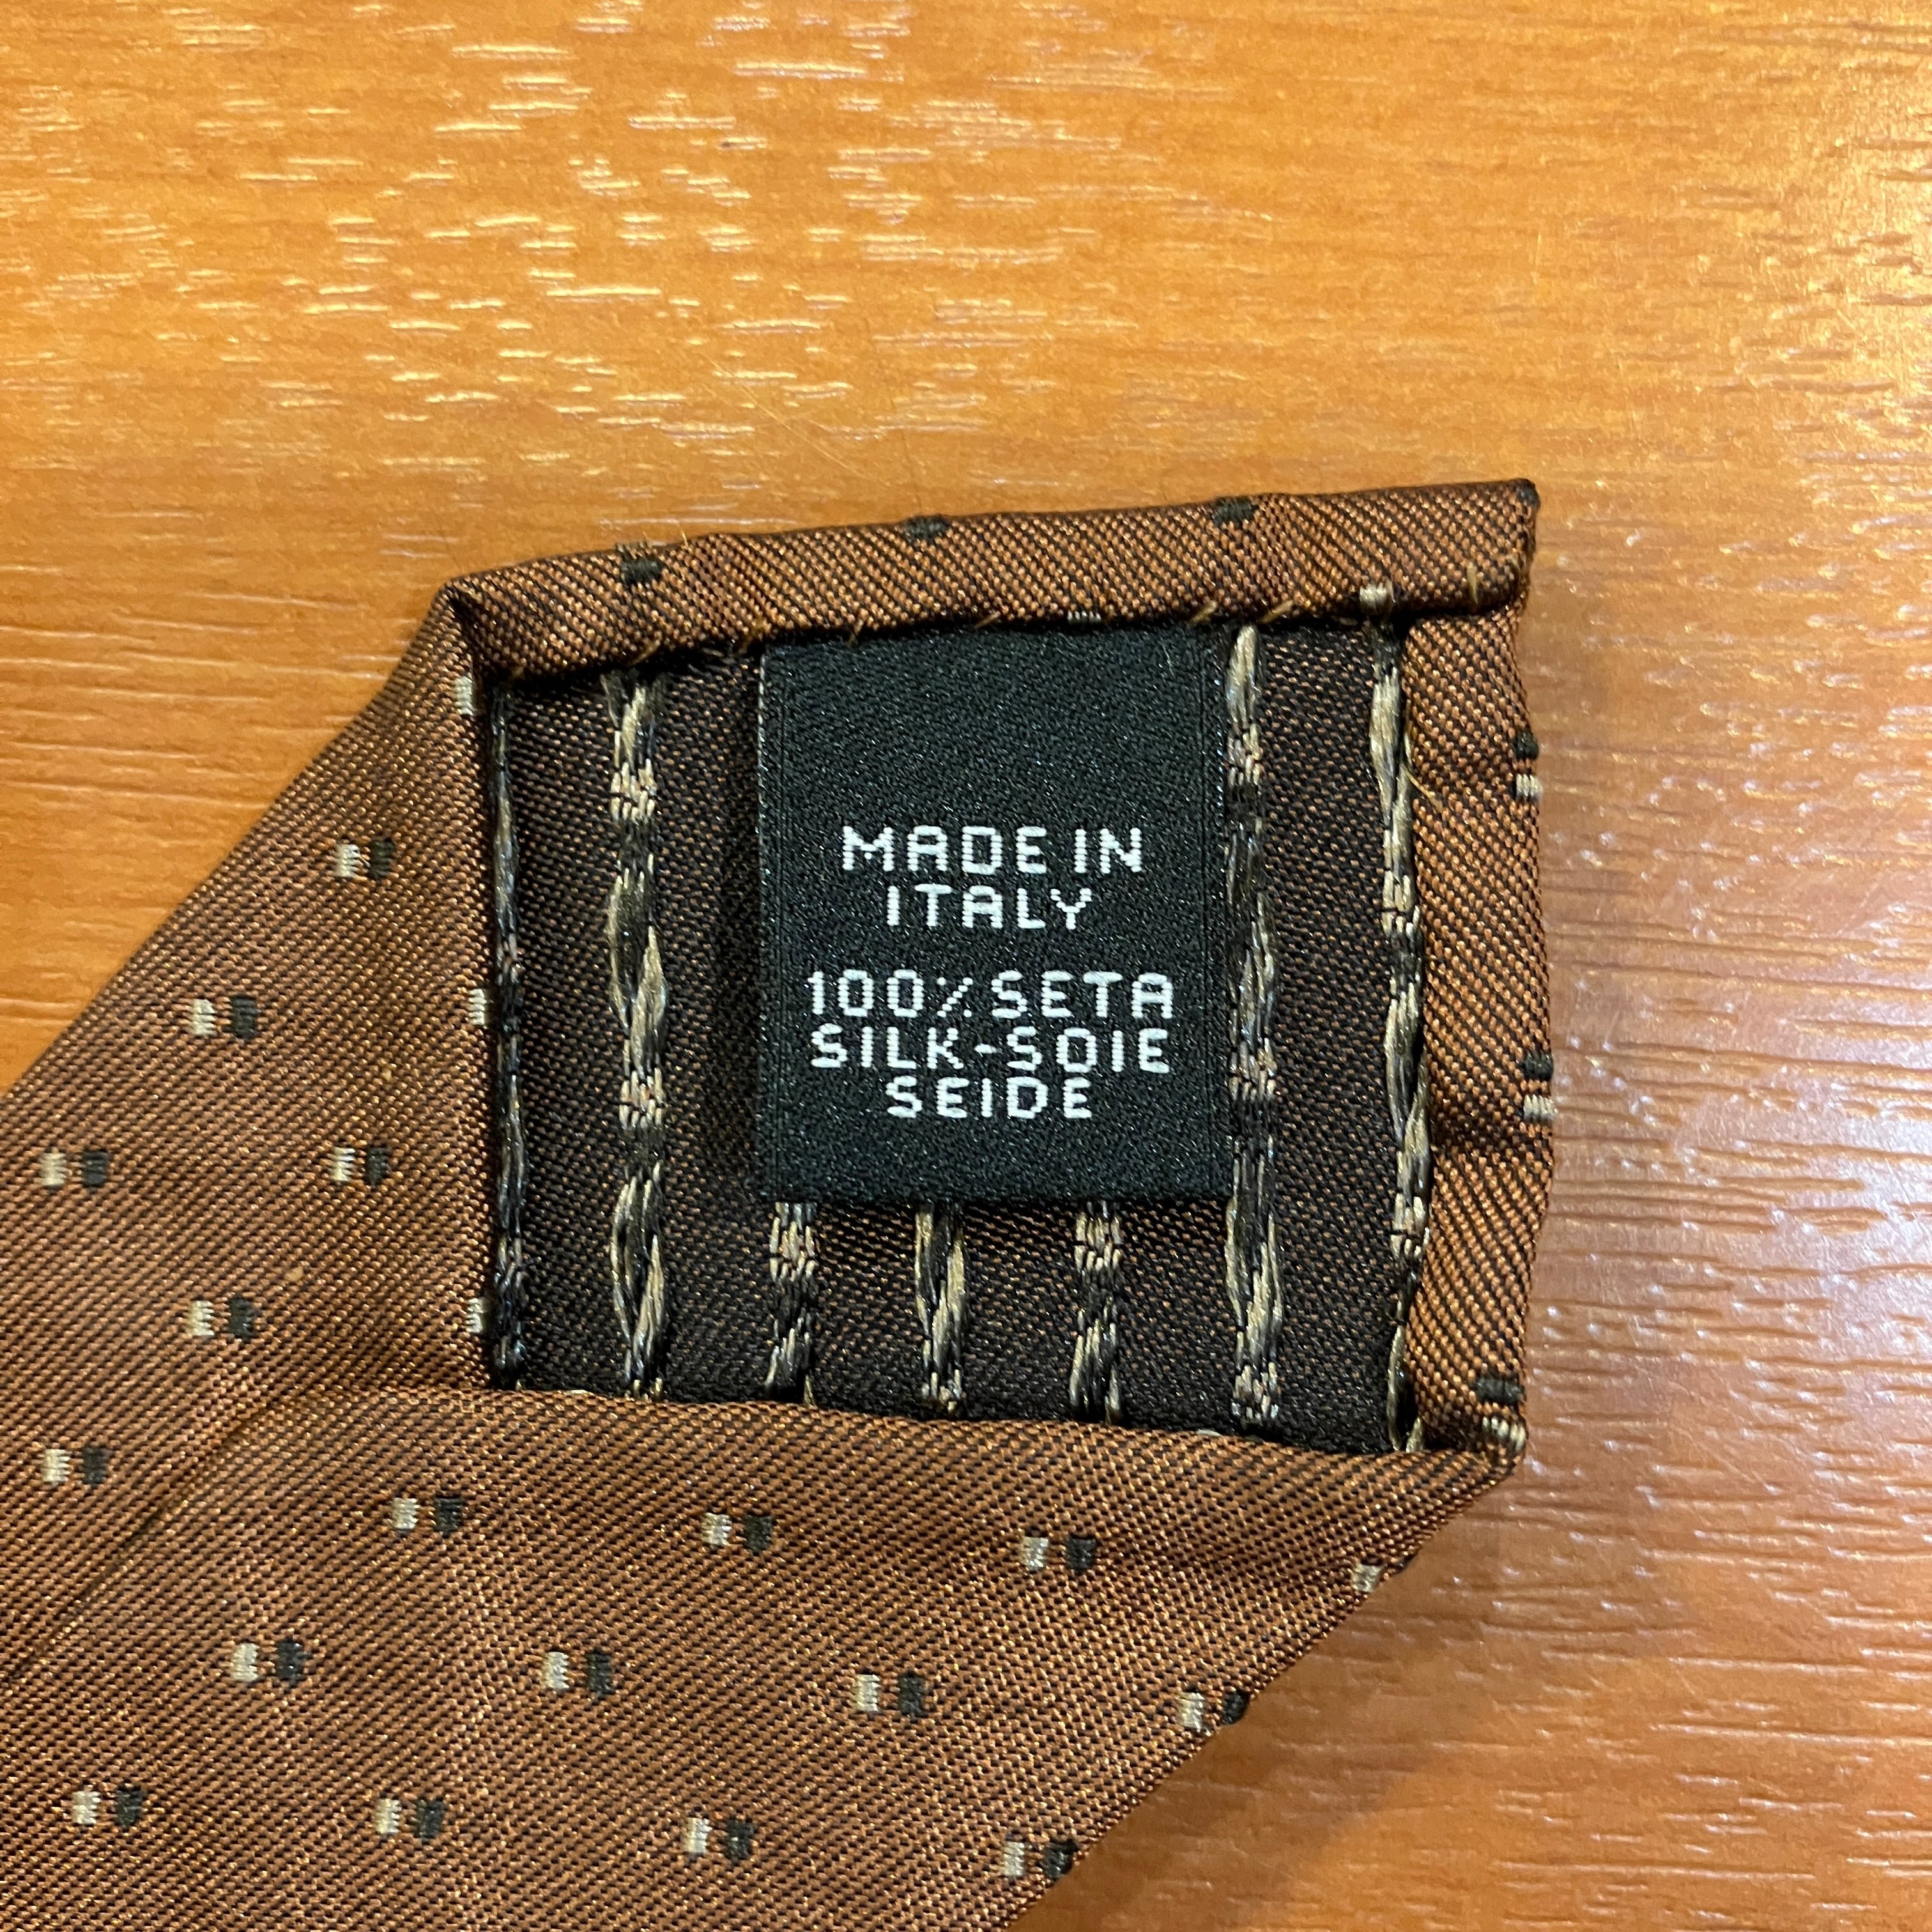 MADE IN
ITALY
100% SETA
SILK-SOIE
SEIDE